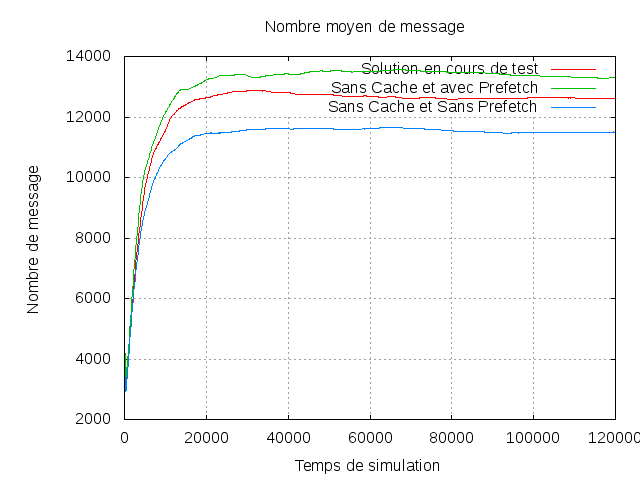 Nombre moyen de message
14000
12000
10000
8000
6000
4000
2000
Nombre de message
Solution en cours de test
Sans Cache et avec Prefetch
Sans Cache et Sans Prefetch
0 20000 40000 60000 80000 100000 120000
Temps de simulation